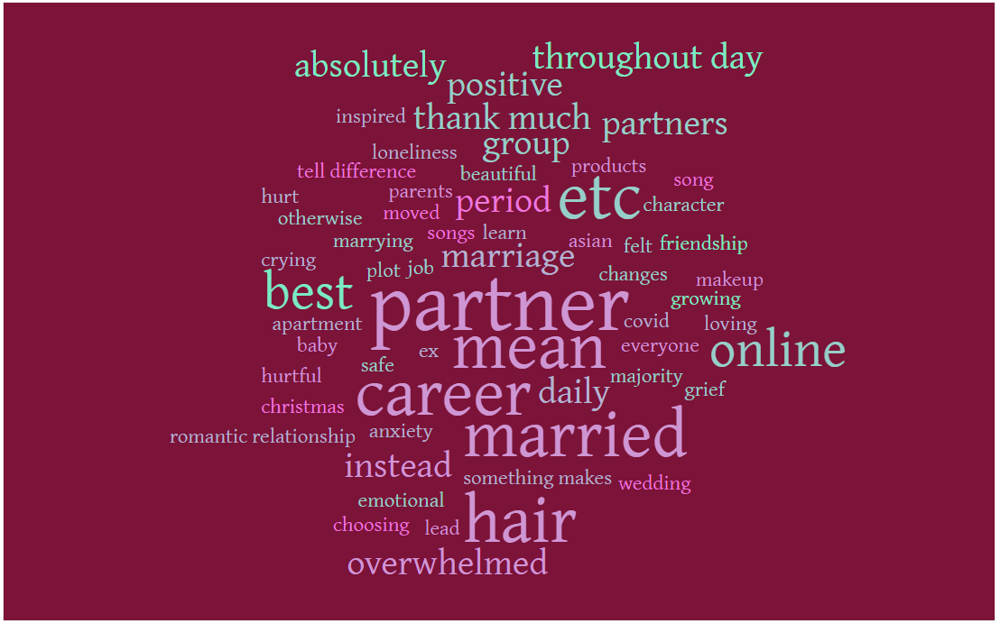 throughout day
absolutely
positive
inspired thank much partners
group
loneliness
tell difference beautiful products
song
hurt parents period etc character
otherwise moved
marrying songs learn asian felt friendship
crying marriage
plot job changes makeup
best partner growing
apartment covid loving
baby ex mean everyone online
safe
hurtful majority
career daily grief
christmas
romantic relationship anxiety married
instead something makes wedding
emotional
choosing lead hair
overwhelmed